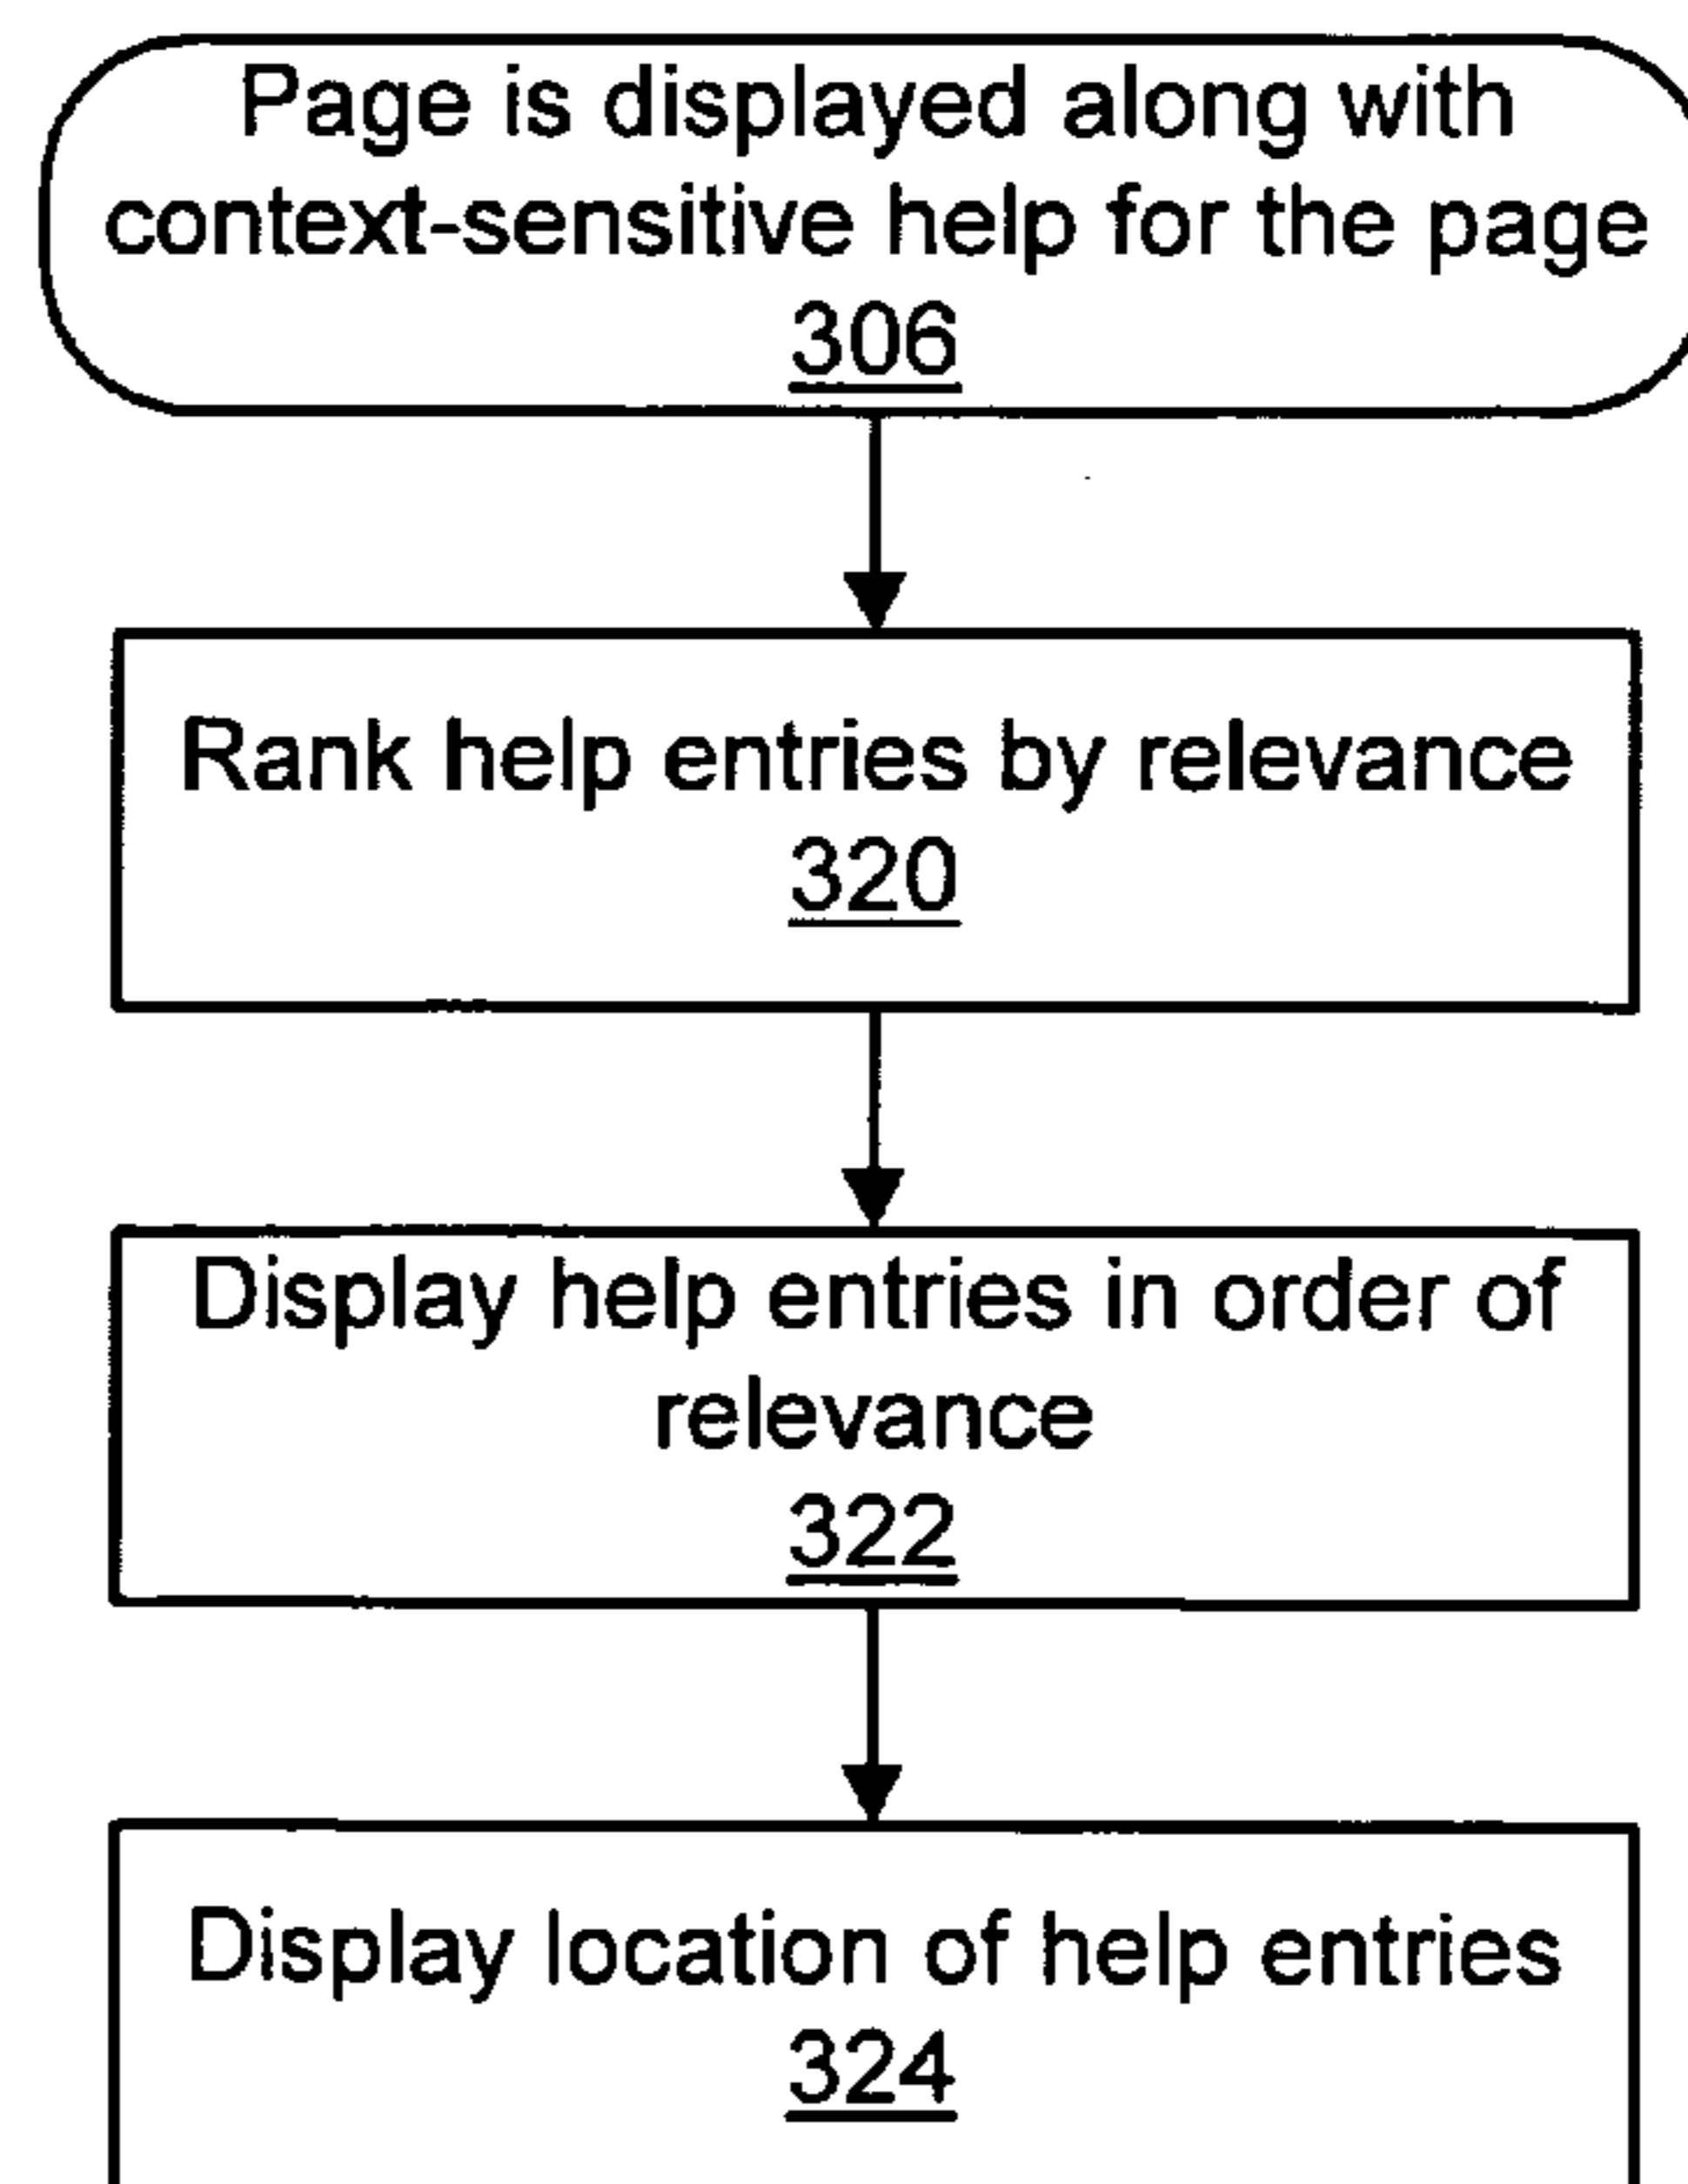 Page is displayed along with
context-sensitive help for the page
306
Rank help entries by relevance
320
Display help entries in order of
relevance
322
Display location of help entries
324